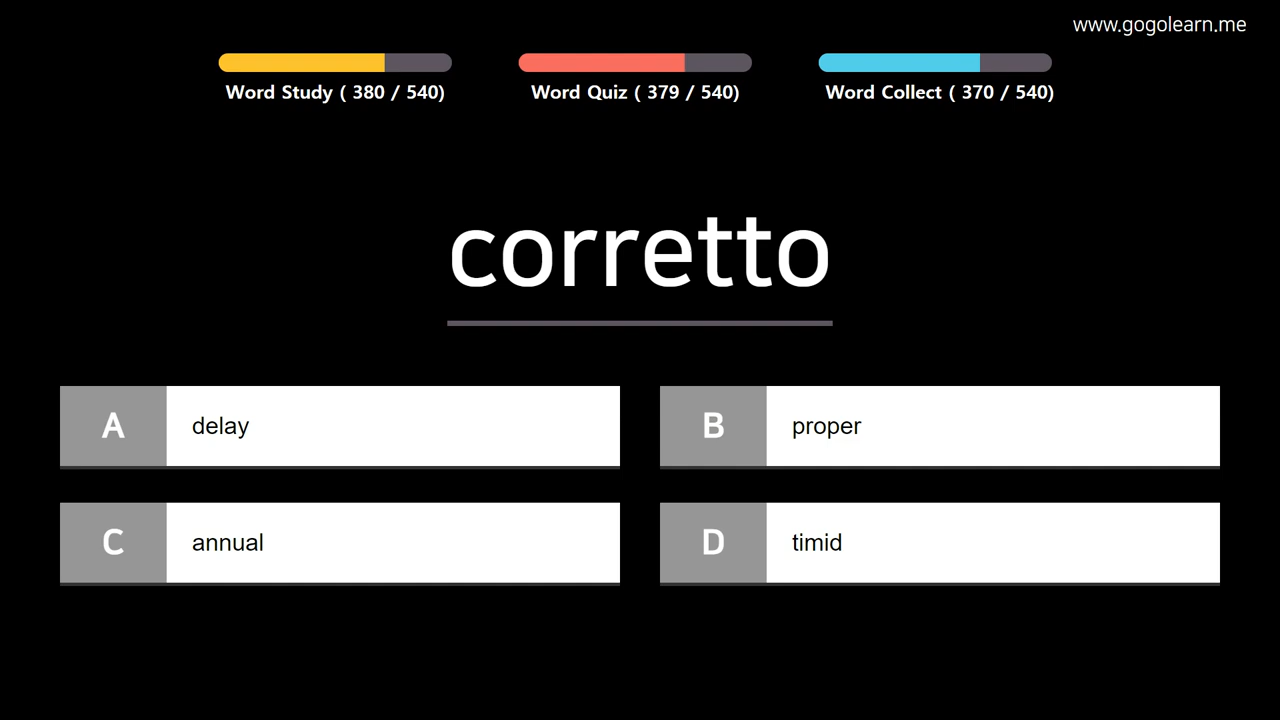 www.gogolearn.me
Word Study ( 380 / 540)
Word Quiz ( 379 / 540)
Word Collect ( 370 / 540)
corretto
A delay
B proper
C annual
D timid